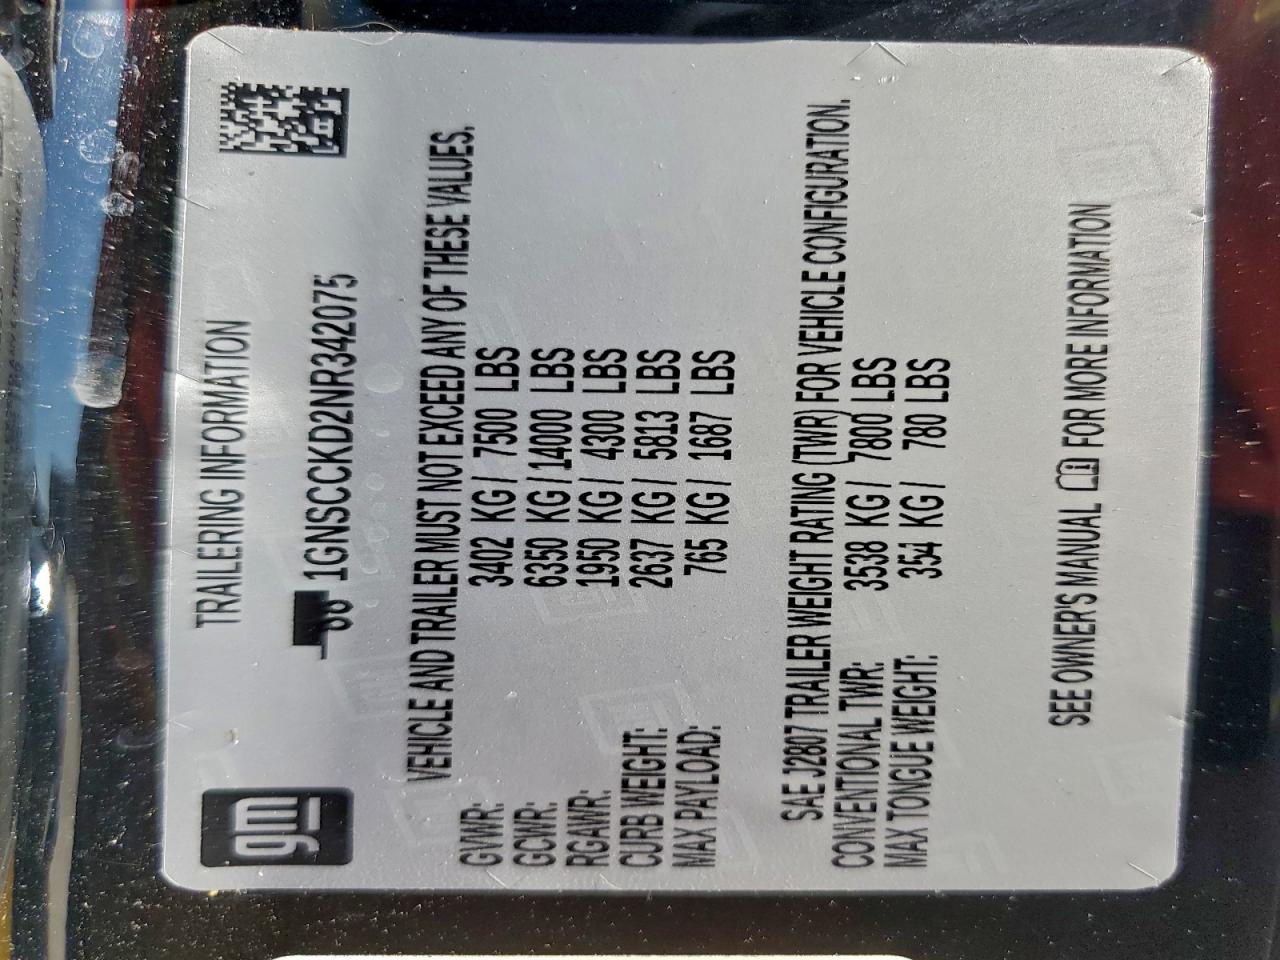 gm
TRAILERING INFORMATION
1GNSCCKD2NR342075
VEHICLE AND TRAILER MUST NOT EXCEED ANY OF THESE VALUES.
GVWR: 3402 KG / 7500 LBS
GCWR: 6350 KG / 14000 LBS
RGAWR: 1950 KG / 4300 LBS
CURB WEIGHT: 2637 KG / 5813 LBS
MAX PAYLOAD: 765 KG / 1687 LBS
SAE J2807 TRAILER WEIGHT RATING (TWR) FOR VEHICLE CONFIGURATION.
CONVENTIONAL TWR: 3538 KG / 7800 LBS
MAX TONGUE WEIGHT: 354 KG / 780 LBS
SEE OWNER'S MANUAL FOR MORE INFORMATION